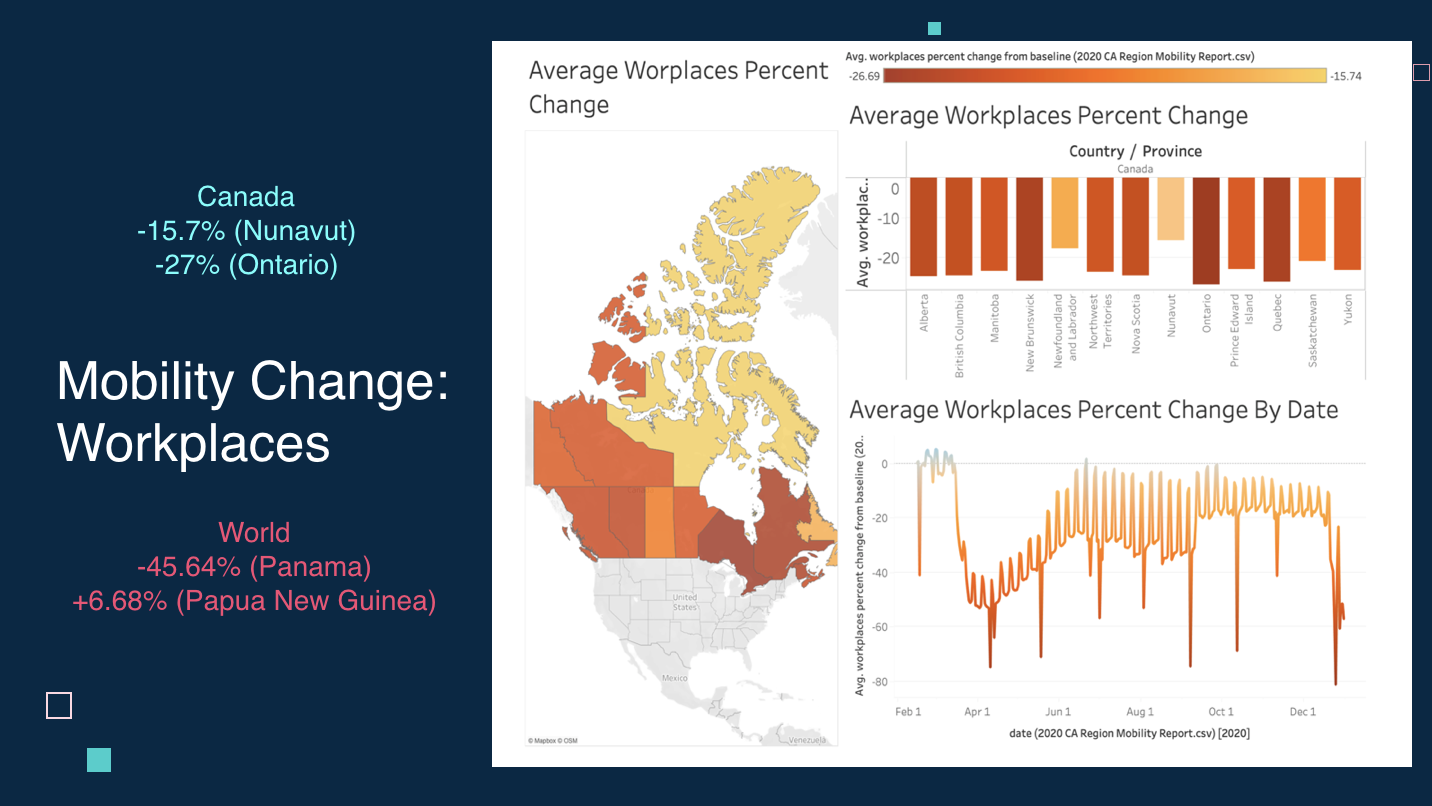 Canada
-15.7% (Nunavut)
-27% (Ontario)
Mobility Change:
Workplaces
World
-45.64% (Panama)
+6.68% (Papua New Guinea)
Average Worplaces Percent
Change
United
States
Mexico
Venezuela
© Mapbox © OSM
Avg. workplaces percent change from baseline (2020 CA Region Mobility Report.csv)
-26.69
-15.74
Average Workplaces Percent Change
Country / Province
Canada
Avg. workplac..
0
-10
-20
Alberta
British Columbia
Manitoba
New Brunswick
Newfoundland
and Labrador
Northwest
Territories
Nova Scotia
Nunavut
Ontario
Prince Edward
Island
Quebec
Saskatchewan
Yukon
Average Workplaces Percent Change By Date
Avg. workplaces percent change from baseline (20..
0
-20
-40
-60
-80
Feb 1
Apr 1
Jun 1
Aug 1
Oct 1
Dec 1
date (2020 CA Region Mobility Report.csv) [2020]